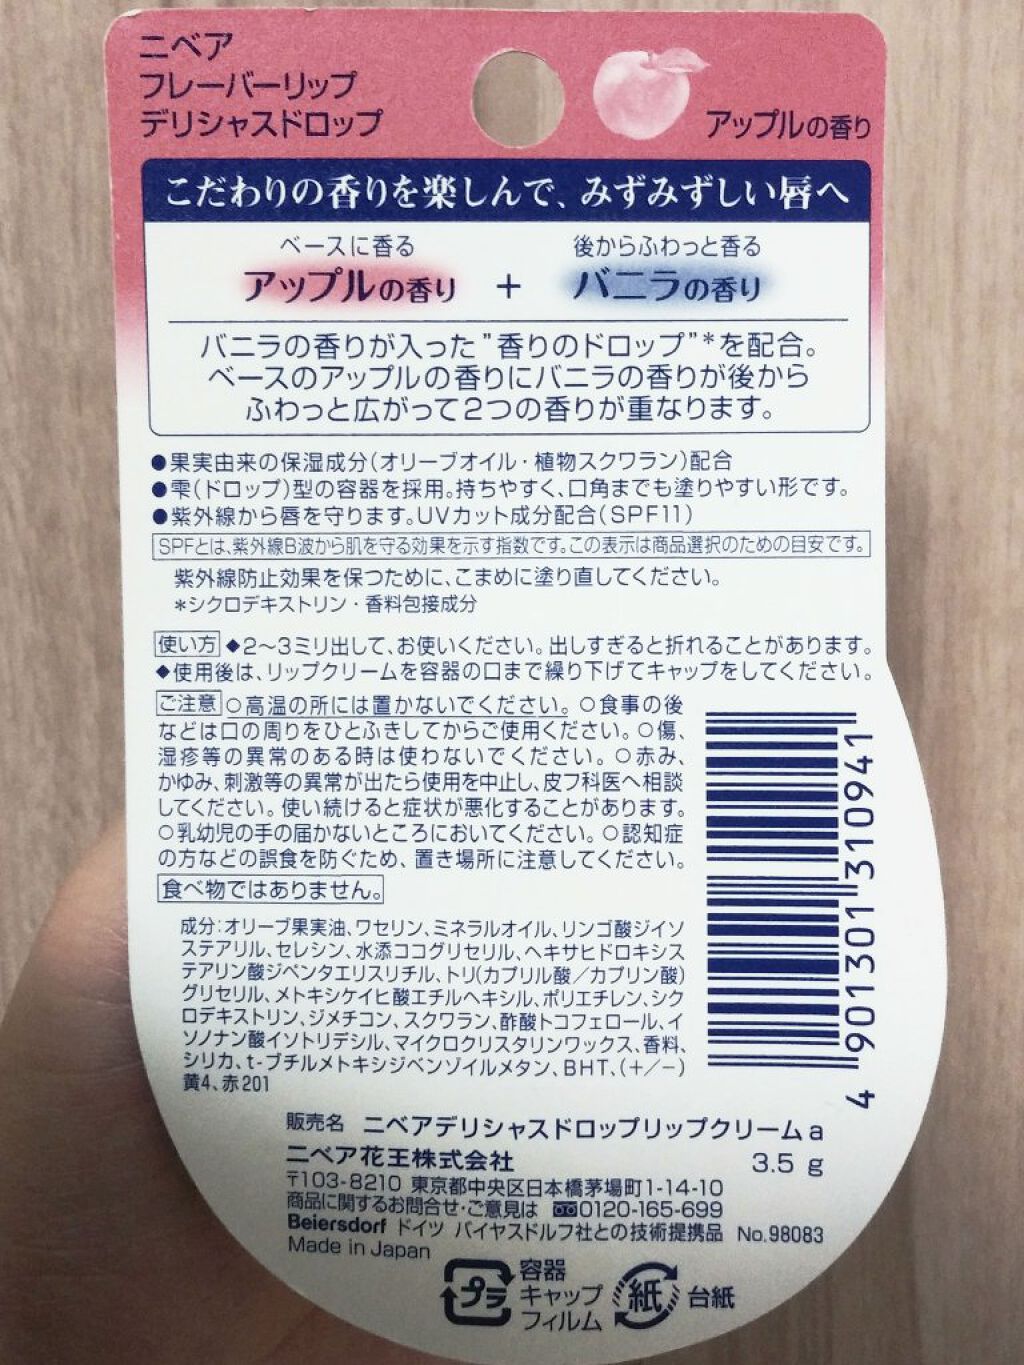 ニベア
フレーバーリップ
デリシャスドロップ
アップルの香り
こだわりの香りを楽しんで、みずみずしい唇へ
ベースに香る
アップルの香り
+
後からふわっと香る
バニラの香り
バニラの香りが入った"香りのドロップ"*を配合。
ベースのアップルの香りにバニラの香りが後から
ふわっと広がって2つの香りが重なります。
●果実由来の保湿成分(オリーブオイル・植物スクワラン)配合
●雫(ドロップ)型の容器を採用。持ちやすく、口角までも塗りやすい形です。
●紫外線から唇を守ります。UVカット成分配合(SPF11)
SPFとは、紫外線B波から肌を守る効果を示す指数です。この表示は商品選択のための目安です。
紫外線防止効果を保つために、こまめに塗り直してください。
*シクロデキストリン・香料包接成分
使い方 ◆2〜3ミリ出して、お使いください。出しすぎると折れることがあります。
◆使用後は、リップクリームを容器の口まで繰り下げてキャップをしてください。
ご注意 ○高温の所には置かないでください。○食事の後
などは口の周りをひとふきしてからご使用ください。○傷、
湿疹等の異常のある時は使わないでください。○赤み、
かゆみ、刺激等の異常が出たら使用を中止し、皮フ科医へ相談
してください。使い続けると症状が悪化することがあります。
○乳幼児の手の届かないところにおいてください。○認知症
の方などの誤食を防ぐため、置き場所に注意してください。
食べ物ではありません。
成分:オリーブ果実油、ワセリン、ミネラルオイル、リンゴ酸ジイソ
ステアリル、セレシン、水添ココグリセリル、ヘキサヒドロキシス
テアリン酸ジペンタエリスリチル、トリ(カプリル酸/カプリン酸)
グリセリル、メトキシケイヒ酸エチルヘキシル、ポリエチレン、シク
ロデキストリン、ジメチコン、スクワラン、酢酸トコフェロール、イ
ソノナン酸イソトリデシル、マイクロクリスタリンワックス、香料、
シリカ、t-ブチルメトキシジベンゾイルメタン、BHT、(+/−)
黄4、赤201
4 901301 310941
販売名 ニベアデリシャスドロップリップクリームa
ニベア花王株式会社 3.5 g
〒103-8210 東京都中央区日本橋茅場町1-14-10
商品に関するお問合せ・ご意見は 0120-165-699
Beiersdorf ドイツ バイヤスドルフ社との技術提携品 No.98083
Made in Japan
プラ
容器
キャップ
フィルム
紙
台紙